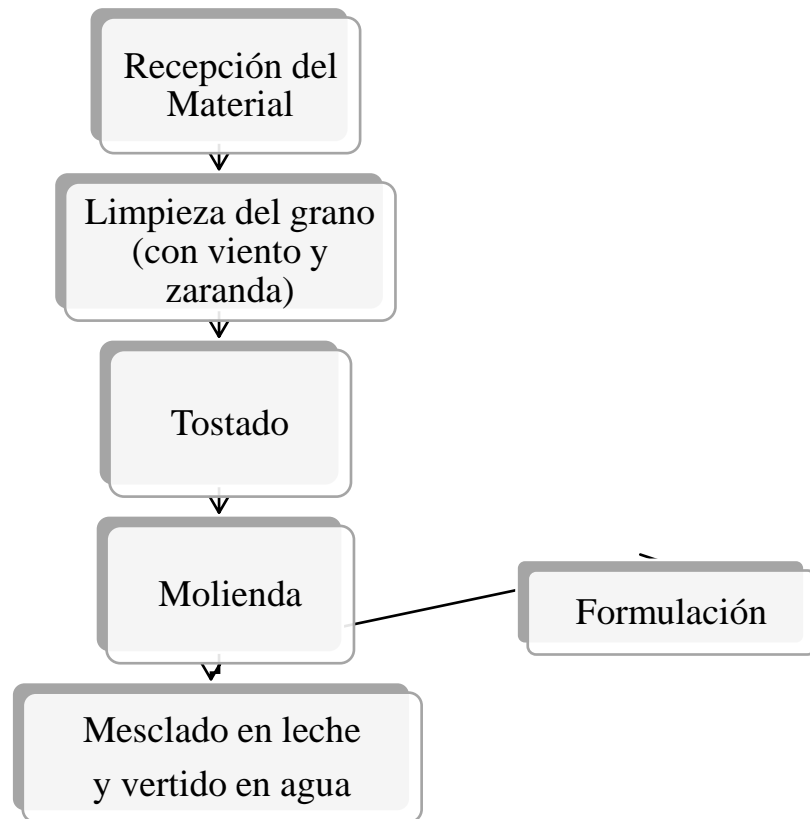 Recepción del
Material
Limpieza del grano
(con viento y
zaranda)
Tostado
Molienda
Formulación
Mesclado en leche
y vertido en agua